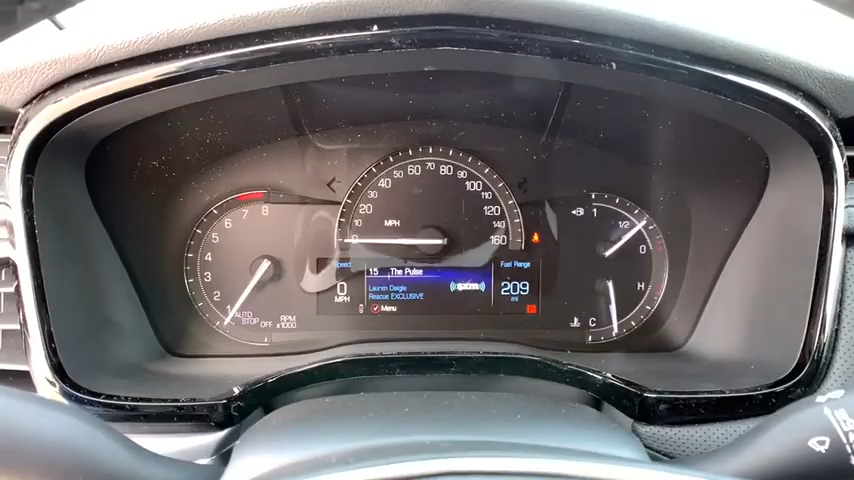 1 2 3 4 5 6 7 8
AUTO STOP OFF
RPM x1000
0 10 20 30 40 50 60 70 80 90 100 110 120 140 160
MPH
Speed
0
MPH
15 The Pulse
Lauren Daigle
Rescue EXCLUSIVE
((SXM))
Menu
Fuel Range
209
mi
1
1/2
0
H
C